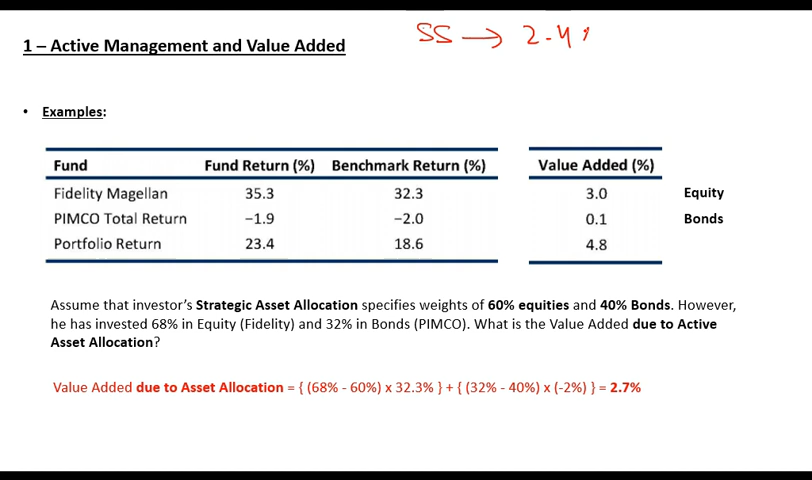 1 – Active Management and Value Added
SS → 2.4%
• Examples:
Fund Fund Return (%) Benchmark Return (%) Value Added (%)
Fidelity Magellan 35.3 32.3 3.0 Equity
PIMCO Total Return −1.9 −2.0 0.1 Bonds
Portfolio Return 23.4 18.6 4.8
Assume that investor's Strategic Asset Allocation specifies weights of 60% equities and 40% Bonds. However,
he has invested 68% in Equity (Fidelity) and 32% in Bonds (PIMCO). What is the Value Added due to Active
Asset Allocation?
Value Added due to Asset Allocation = { (68% - 60%) x 32.3% } + { (32% - 40%) x (-2%) } = 2.7%